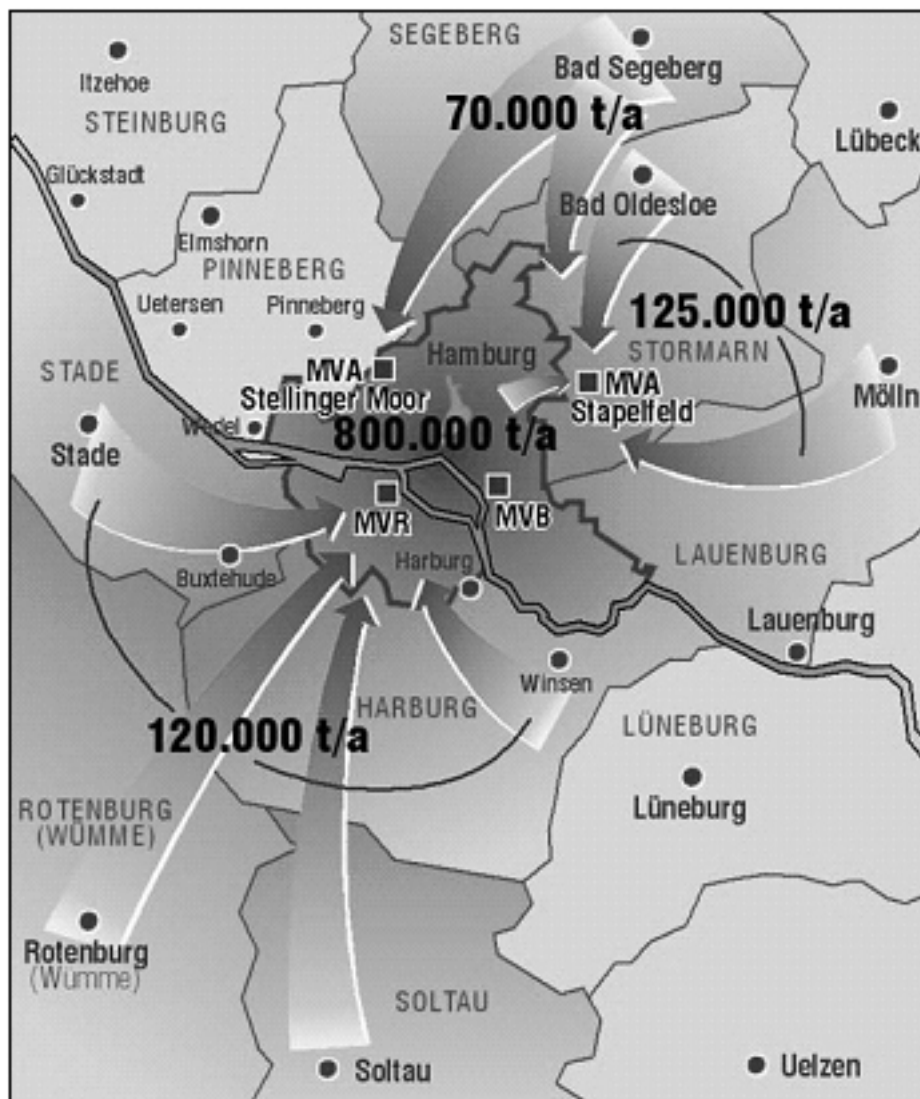 SEGEBERG
Bad Segeberg
Itzehoe
STEINBURG
70.000 t/a
Lübeck
Glückstadt
Bad Oldesloe
Elmshorn
PINNEBERG
Uetersen
Pinneberg
125.000 t/a
STORMARN
Hamburg
STADE
MVA
Stellinger Moor
MVA
Stapelfeld
Mölln
Wedel
800.000 t/a
Stade
MVR
MVB
Buxtehude
Harburg
LAUENBURG
Lauenburg
Winsen
HARBURG
120.000 t/a
LÜNEBURG
Lüneburg
ROTENBURG
(WÜMME)
Rotenburg
(Wümme)
SOLTAU
Soltau
Uelzen